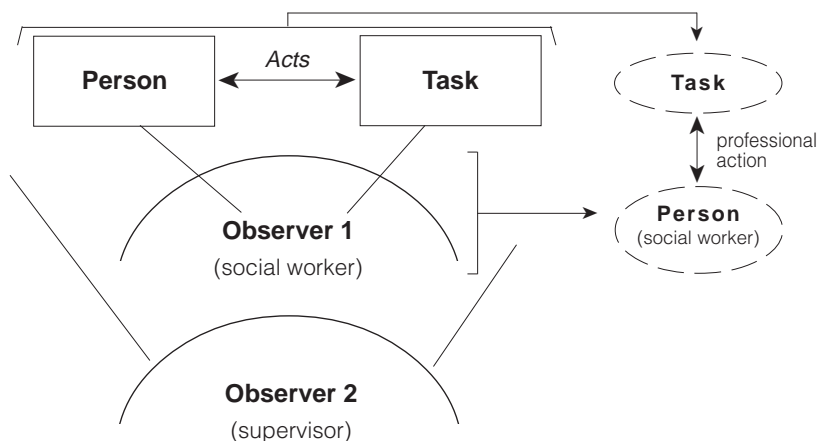 Acts
Person
Task
Task
professional
action
Person
(social worker)
Observer 1
(social worker)
Observer 2
(supervisor)